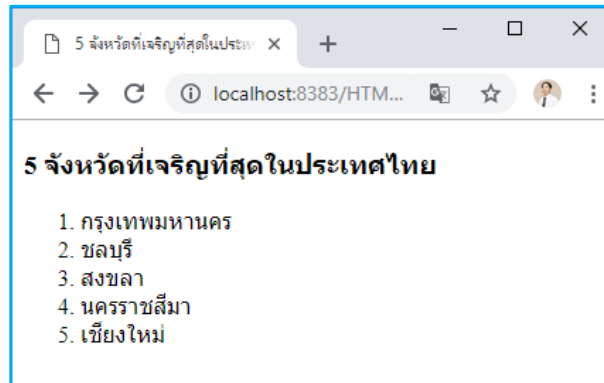 5 จังหวัดที่เจริญที่สุดในประเท
localhost:8383/HTM...
5 จังหวัดที่เจริญที่สุดในประเทศไทย
1. กรุงเทพมหานคร
2. ชลบุรี
3. สงขลา
4. นครราชสีมา
5. เชียงใหม่